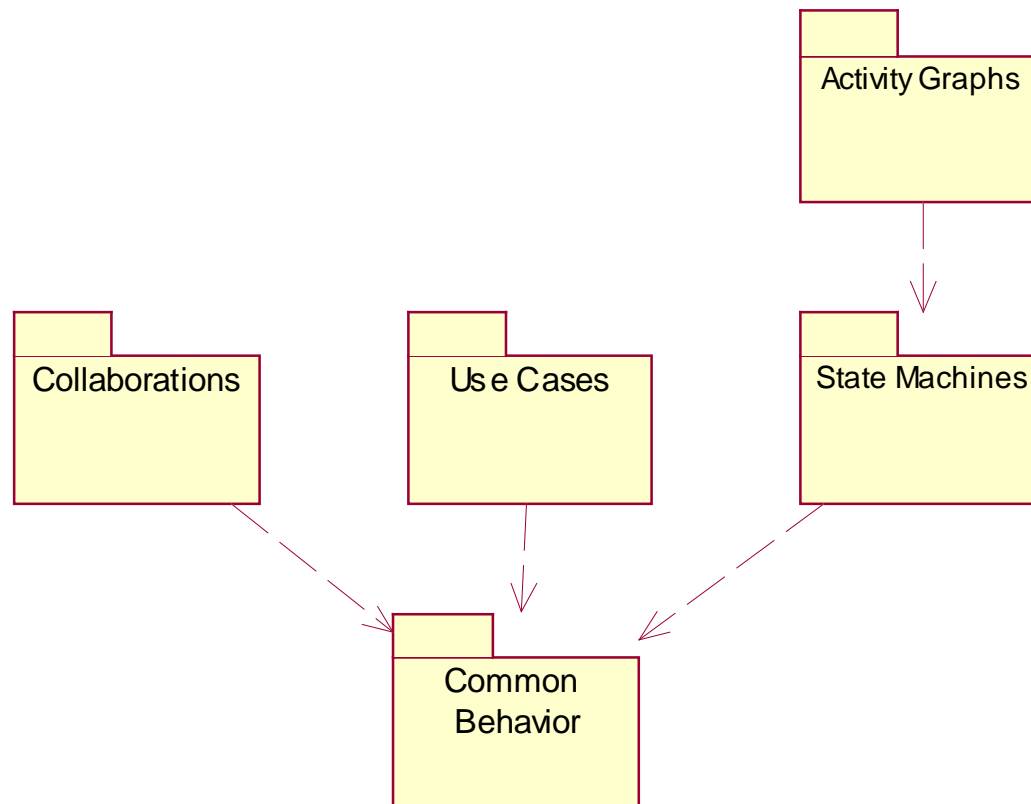 Activity Graphs
Collaborations
Use Cases
State Machines
Common
Behavior